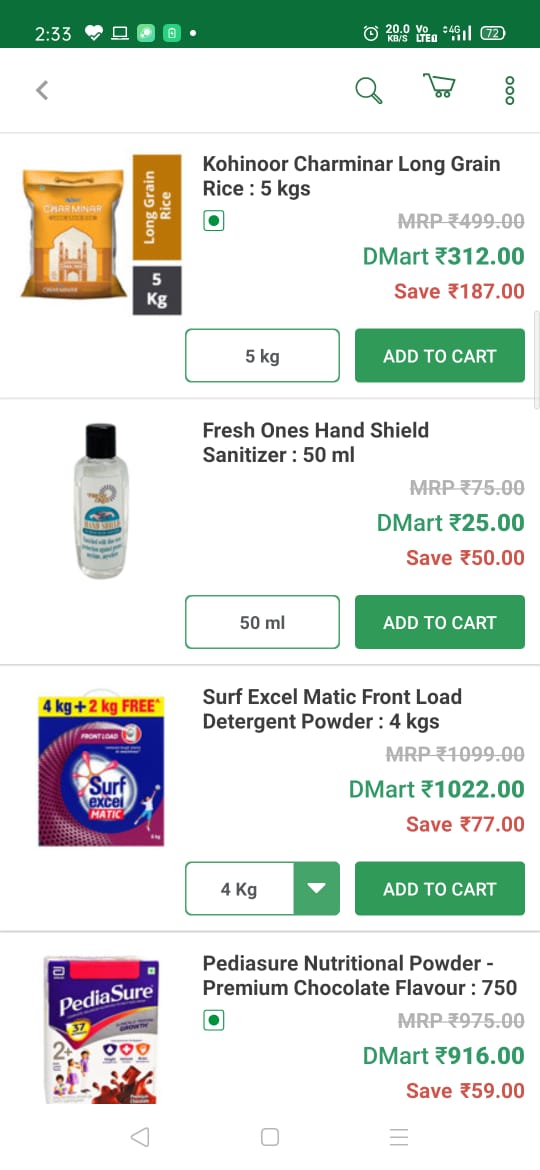 2:33
20.0 KB/S
Vo LTE
4G
72
Kohinoor Charminar Long Grain
Rice : 5 kgs
CHARMINAR
Long Grain
Rice
5
Kg
MRP ₹499.00
DMart ₹312.00
Save ₹187.00
5 kg
ADD TO CART
Fresh Ones Hand Shield
Sanitizer : 50 ml
HAND SHIELD
MRP ₹75.00
DMart ₹25.00
Save ₹50.00
50 ml
ADD TO CART
Surf Excel Matic Front Load
Detergent Powder : 4 kgs
4 kg+2 kg FREE^
FRONT LOAD
Surf
excel
MATIC
MRP ₹1099.00
DMart ₹1022.00
Save ₹77.00
4 Kg
ADD TO CART
Pediasure Nutritional Powder -
Premium Chocolate Flavour : 750
PediaSure
37
GROWTH
2+
Premium
Chocolate
MRP ₹975.00
DMart ₹916.00
Save ₹59.00